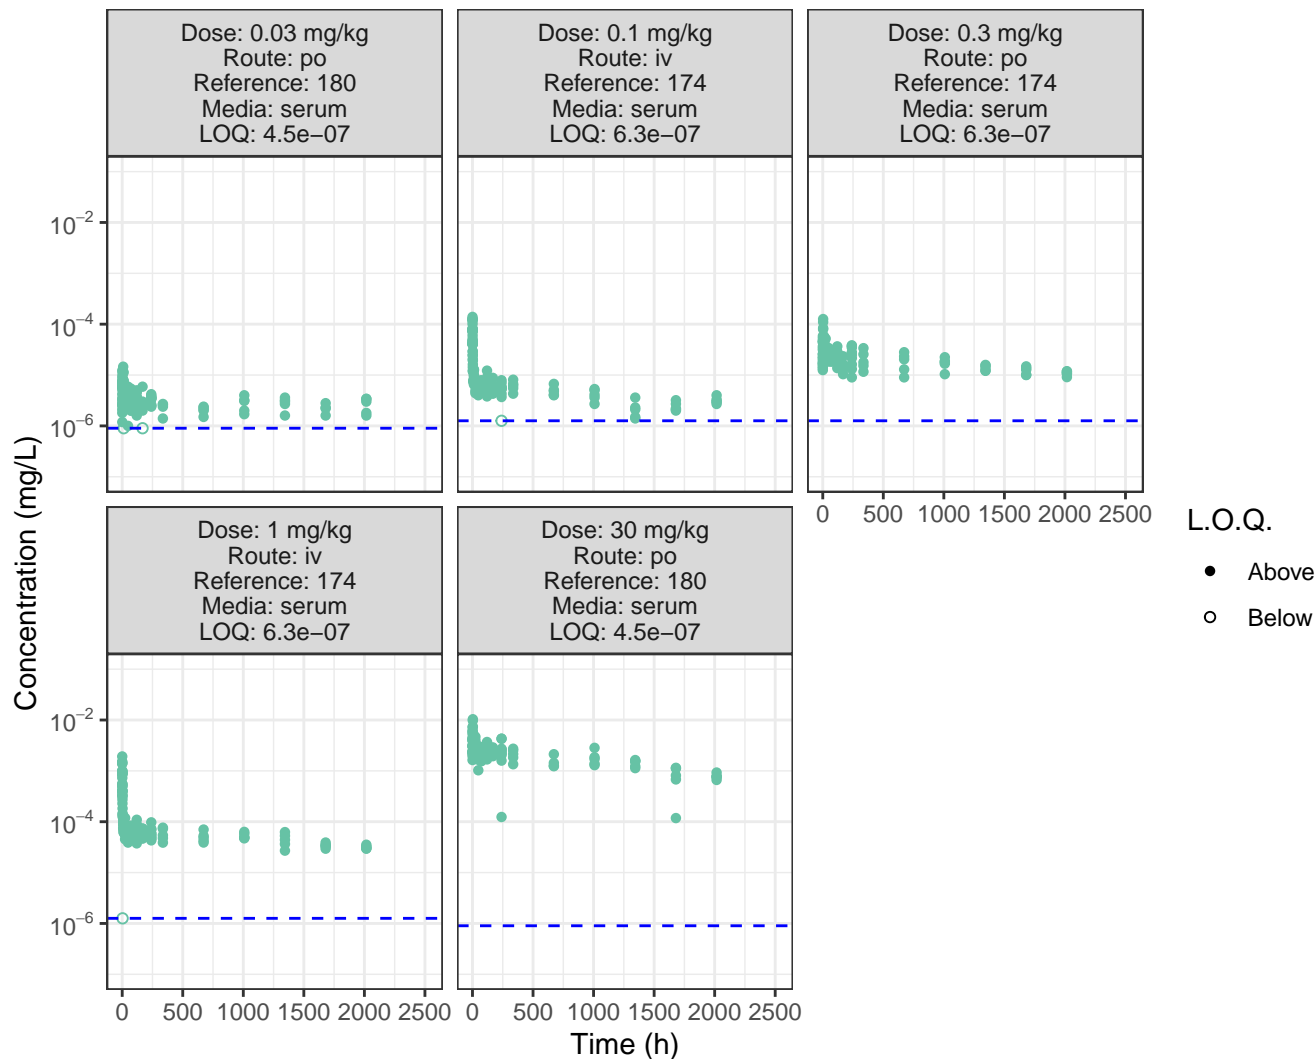 Dose: 0.03 mg/kg
Route: po
Reference: 180
Media: serum
LOQ: 4.5e−07
Dose: 0.1 mg/kg
Route: iv
Reference: 174
Media: serum
LOQ: 6.3e−07
Dose: 0.3 mg/kg
Route: po
Reference: 174
Media: serum
LOQ: 6.3e−07
10−2
10−4
10−6
0 500 1000 1500 2000 2500
Dose: 1 mg/kg
Route: iv
Reference: 174
Media: serum
LOQ: 6.3e−07
Dose: 30 mg/kg
Route: po
Reference: 180
Media: serum
LOQ: 4.5e−07
10−2
10−4
10−6
0 500 1000 1500 2000 2500
0 500 1000 1500 2000 2500
Time (h)
Concentration (mg/L)
L.O.Q.
Above
Below